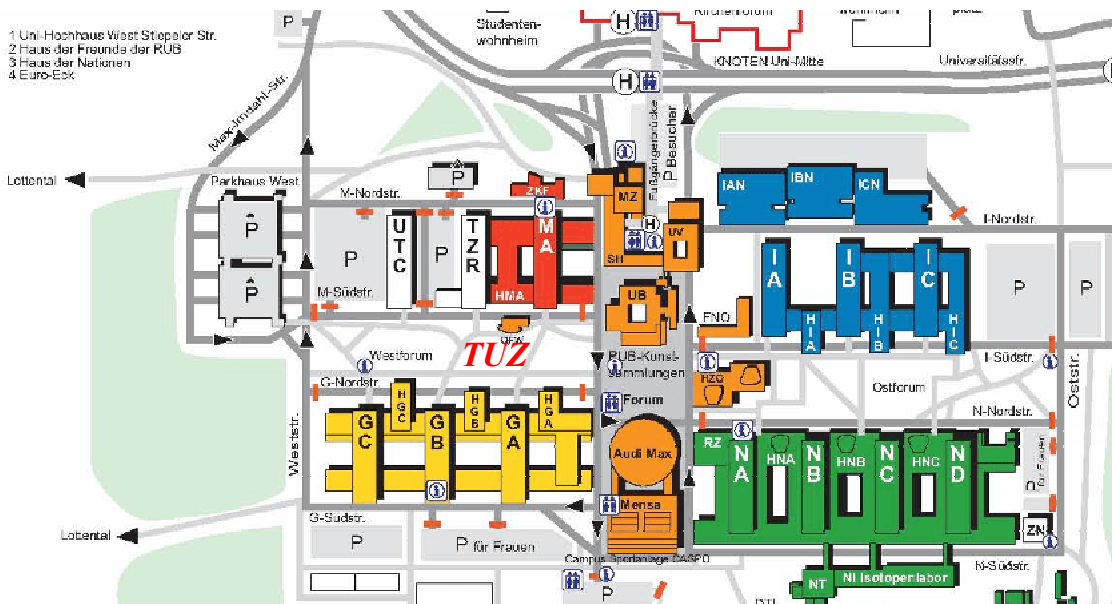 1 Uni-Hochhaus West Stiepeler Str.
2 Haus der Freunde der RUB
3 Haus der Nationen
4 Euro-Eck
P
Studenten-
wohnheim
H
Kirchenforum
KNOTEN Uni-Mitte
Universitätsstr.
H
Max-Imdahl-Str.
Fußgängerbrücke
P Besucher
Lottental
Parkhaus West
M-Nordstr.
P
ZKF
MZ
IAN
IBN
ICN
I-Nordstr.
P
P
P
UTC
P
TZR
MA
HMA
SH
H
UV
IA
IB
IC
HIA
HIB
HIC
P
P
M-Südstr.
UB
FNO
TUZ
Westforum
RUB-Kunst-
sammlungen
HZO
I-Südstr.
Ostforum
Oststr.
G-Nordstr.
Forum
N-Nordstr.
HGC
HGB
HGA
GC
GB
GA
Weststr.
Audi Max
Mensa
RZ
NA
HNA
NB
HNB
NC
HNC
ND
P
für Frauen
ZN
Lottental
G-Südstr.
P
P für Frauen
Campus Sportanlage
N-Südstr.
NT
NI Isotopenlabor
P